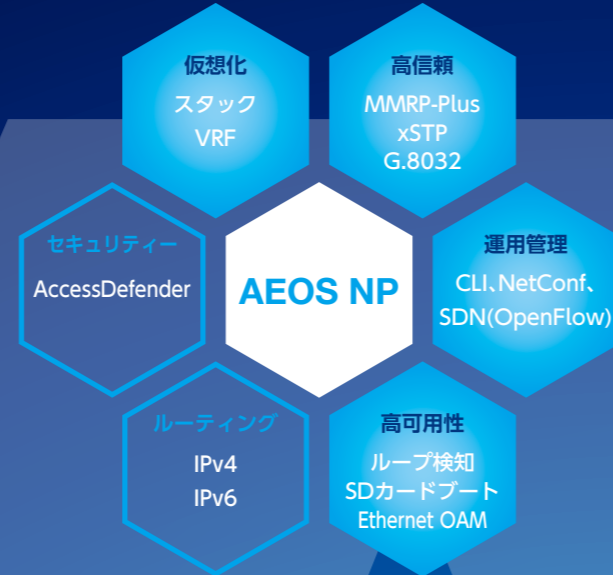 仮想化
スタック
VRF
高信頼
MMRP-Plus
xSTP
G.8032
セキュリティー
AccessDefender
AEOS NP
運用管理
CLI、NetConf、
SDN(OpenFlow)
ルーティング
IPv4
IPv6
高可用性
ループ検知
SDカードブート
Ethernet OAM